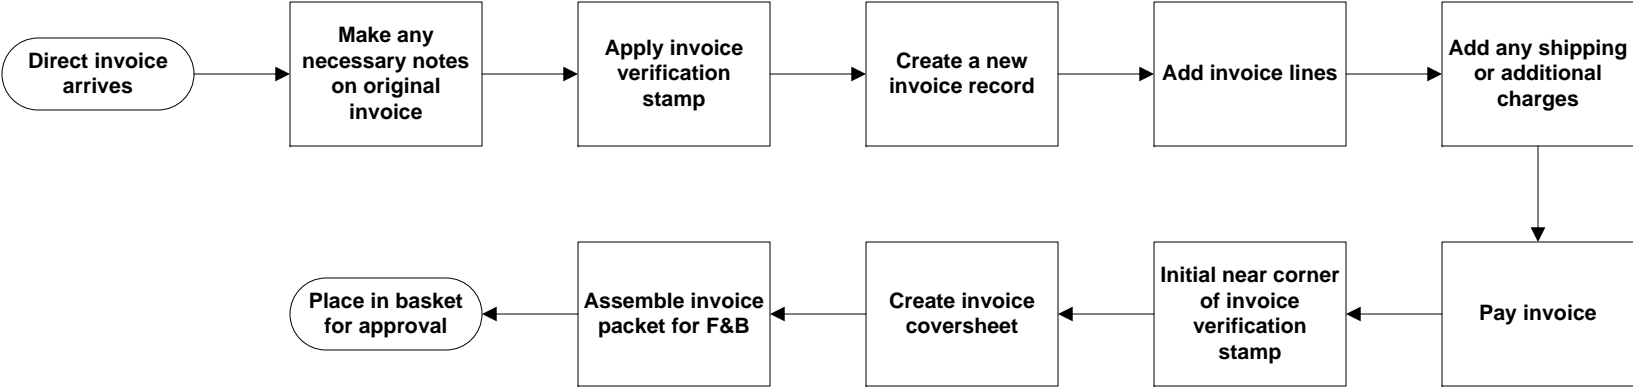 Direct invoice
arrives
Make any
necessary notes
on original
invoice
Apply invoice
verification
stamp
Create a new
invoice record
Add invoice lines
Add any shipping
or additional
charges
Pay invoice
Initial near corner
of invoice
verification
stamp
Create invoice
coversheet
Assemble invoice
packet for F&B
Place in basket
for approval